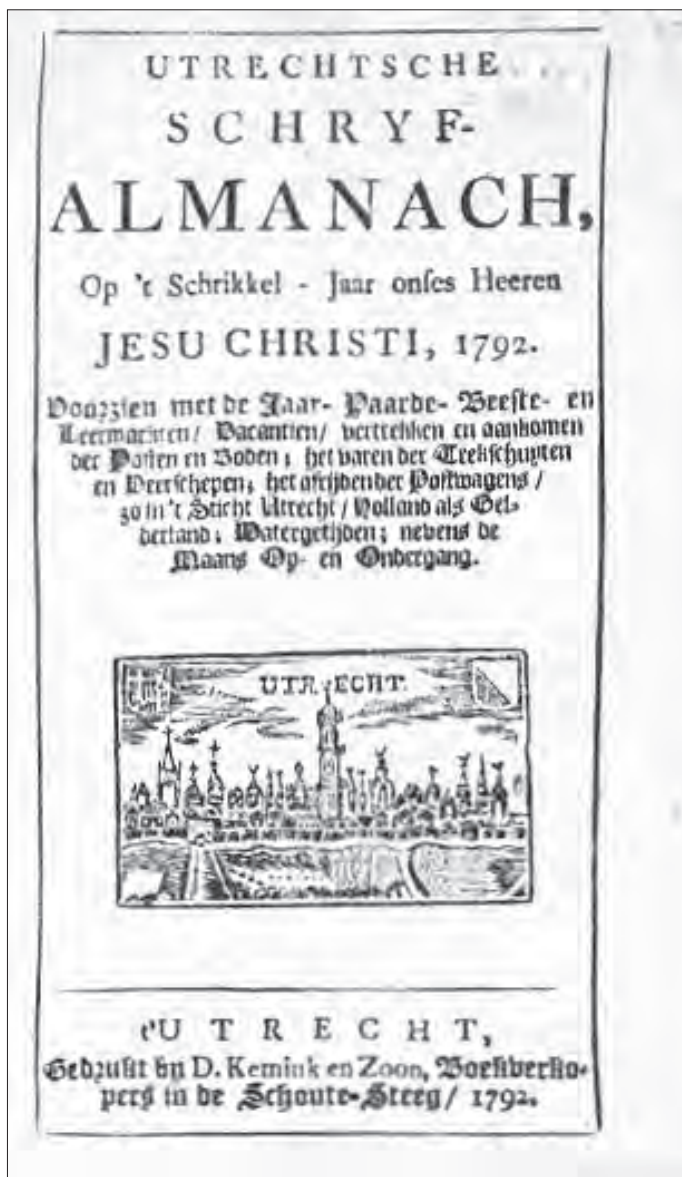 UTRECHTSCHE
SCHRYF-
ALMANACH,
Op 't Schrikkel - Jaar onses Heeren
JESU CHRISTI, 1792.
Voorzien met de Jaar- Paarde- Beeste- en
Leermarkten/ Vacantien/ vertrekken en aankomen
der Posten en Boden; het varen der Treckschuyten
en Veerschepen; het afrijden der Postwagens /
zo in 't Sticht Utrecht / Holland als Gel-
derland; Watergetijden; nevens de
Maans Op- en Ondergang.
UTRECHT.
t'UTRECHT,
Gedrukt bij D. Kemink en Zoon, Boekverko-
pers in de Schoute-Steeg/ 1792.